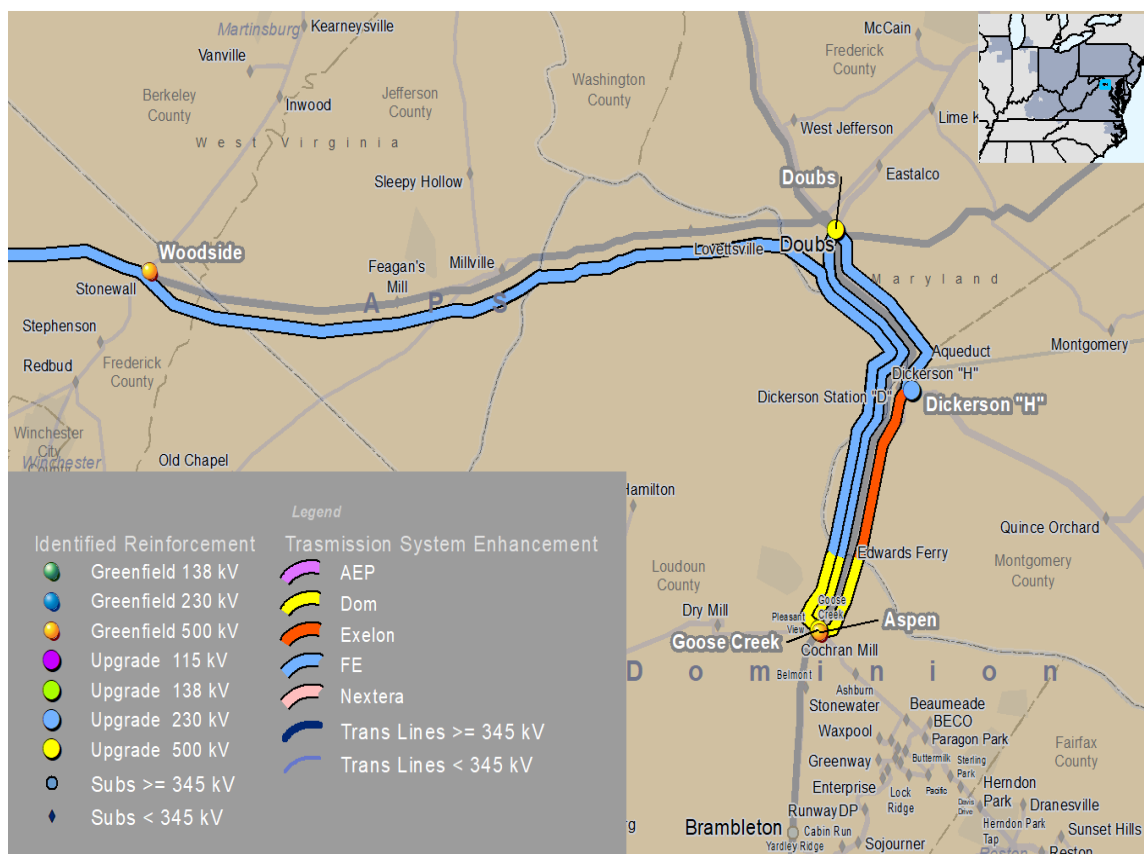 Martinsburg
Kearneysville
Vanville
Berkeley
County
Inwood
Jefferson
County
West Virginia
Washington
County
McCain
Frederick
County
West Jefferson
Lime K
Sleepy Hollow
Doubs
Eastalco
Woodside
Stonewall
Feagan's
Mill
Millville
Lovettsville
Doubs
Maryland
A P S
Stephenson
Redbud
Frederick
County
Aqueduct
Montgomery
Dickerson "H"
Dickerson Station "D"
Dickerson "H"
Winchester
City
County
Winchester
Old Chapel
Hamilton
Quince Orchard
Edwards Ferry
Montgomery
County
Loudoun
County
Dry Mill
Pleasant
View
Goose
Creek
Aspen
Goose Creek
Cochran Mill
Dominion
Belmont
Ashburn
Stonewater
Beaumeade
BECO
Waxpool
Paragon Park
Fairfax
County
Greenway
Buttermilk
Sterling
Park
Enterprise
Lock
Ridge
Pacific
Davis
Drive
Herndon
Park
Dranesville
Runway DP
Herndon Park
Tap
Brambleton
Cabin Run
Sunset Hills
Yardley Ridge
Sojourner
Reston
Reston
rg
Legend
Identified Reinforcement
Greenfield 138 kV
Greenfield 230 kV
Greenfield 500 kV
Upgrade 115 kV
Upgrade 138 kV
Upgrade 230 kV
Upgrade 500 kV
Subs >= 345 kV
Subs < 345 kV
Trasmission System Enhancement
AEP
Dom
Exelon
FE
Nextera
Trans Lines >= 345 kV
Trans Lines < 345 kV